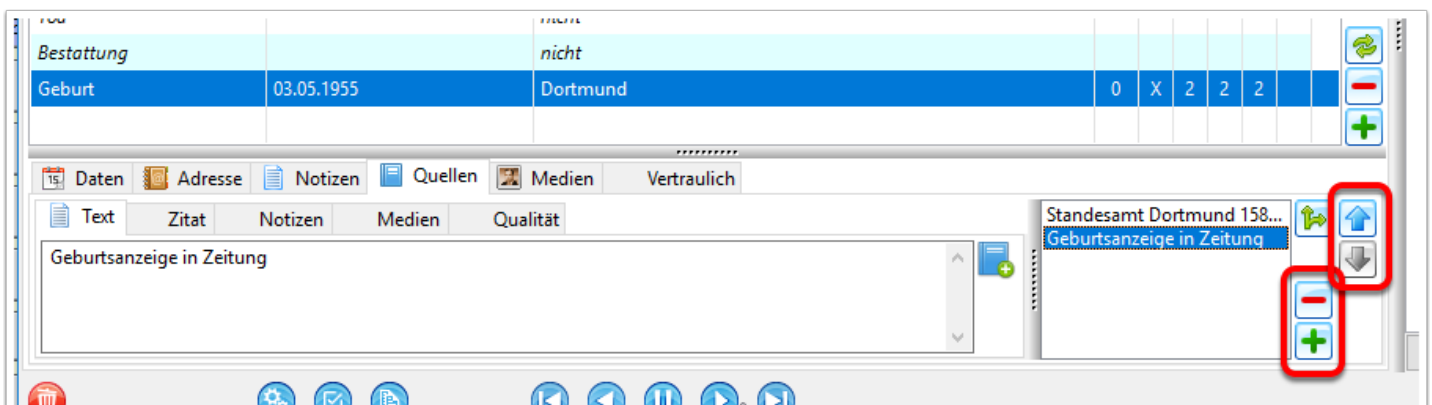 Bestattung nicht
Geburt 03.05.1955 Dortmund 0 X 2 2 2
15 Daten Adresse Notizen Quellen Medien Vertraulich
Text Zitat Notizen Medien Qualität
Standesamt Dortmund 158...
Geburtsanzeige in Zeitung
Geburtsanzeige in Zeitung